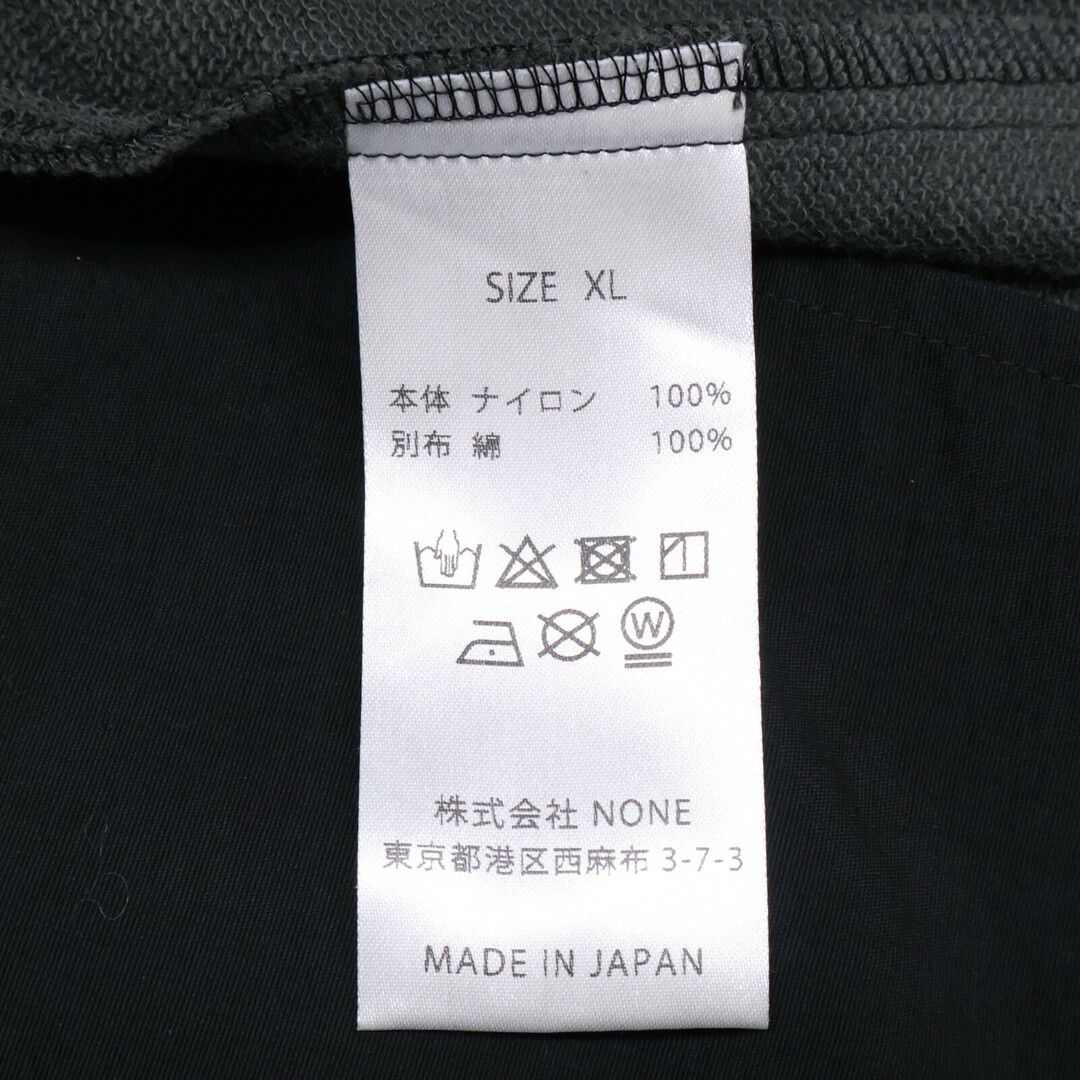 SIZE XL
本体 ナイロン 100%
別布 綿 100%
W
株式会社 NONE
東京都港区西麻布 3-7-3
MADE IN JAPAN